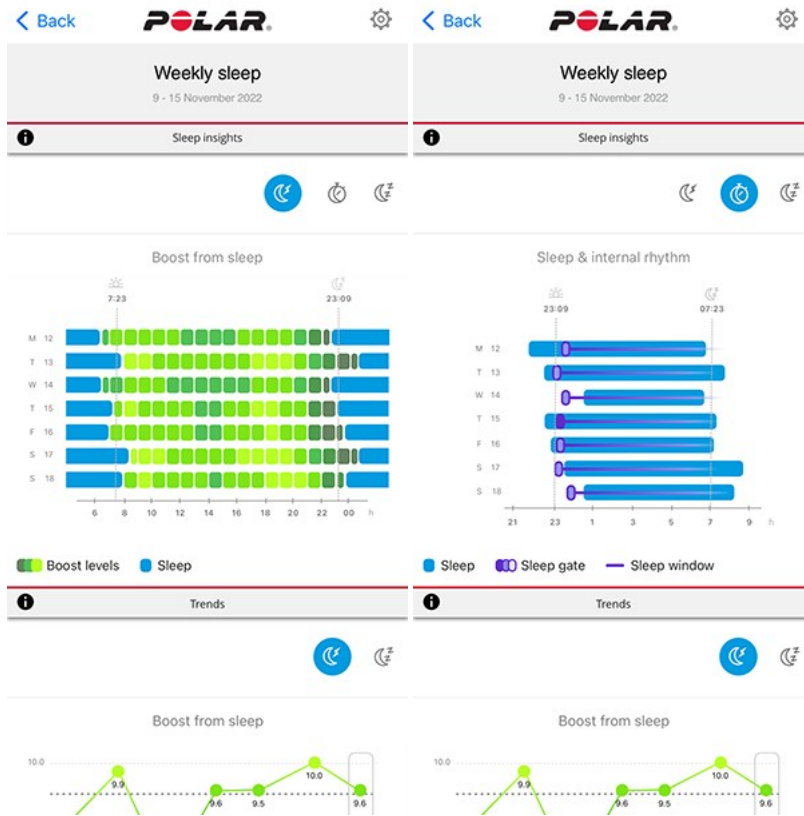 Back
POLAR.
Weekly sleep
9 - 15 November 2022
Sleep insights
Boost from sleep
7:23
23:09
M 12
T 13
W 14
T 15
F 16
S 17
S 18
6 8 10 12 14 16 18 20 22 00 h
Boost levels Sleep
Trends
Boost from sleep
10.0
9.9
9.6
9.5
10.0
9.6
Back
POLAR.
Weekly sleep
9 - 15 November 2022
Sleep insights
Sleep & internal rhythm
23:09
07:23
M 12
T 13
W 14
T 15
F 16
S 17
S 18
21 23 1 3 5 7 9 h
Sleep Sleep gate Sleep window
Trends
Boost from sleep
10.0
9.9
9.6
9.5
10.0
9.6